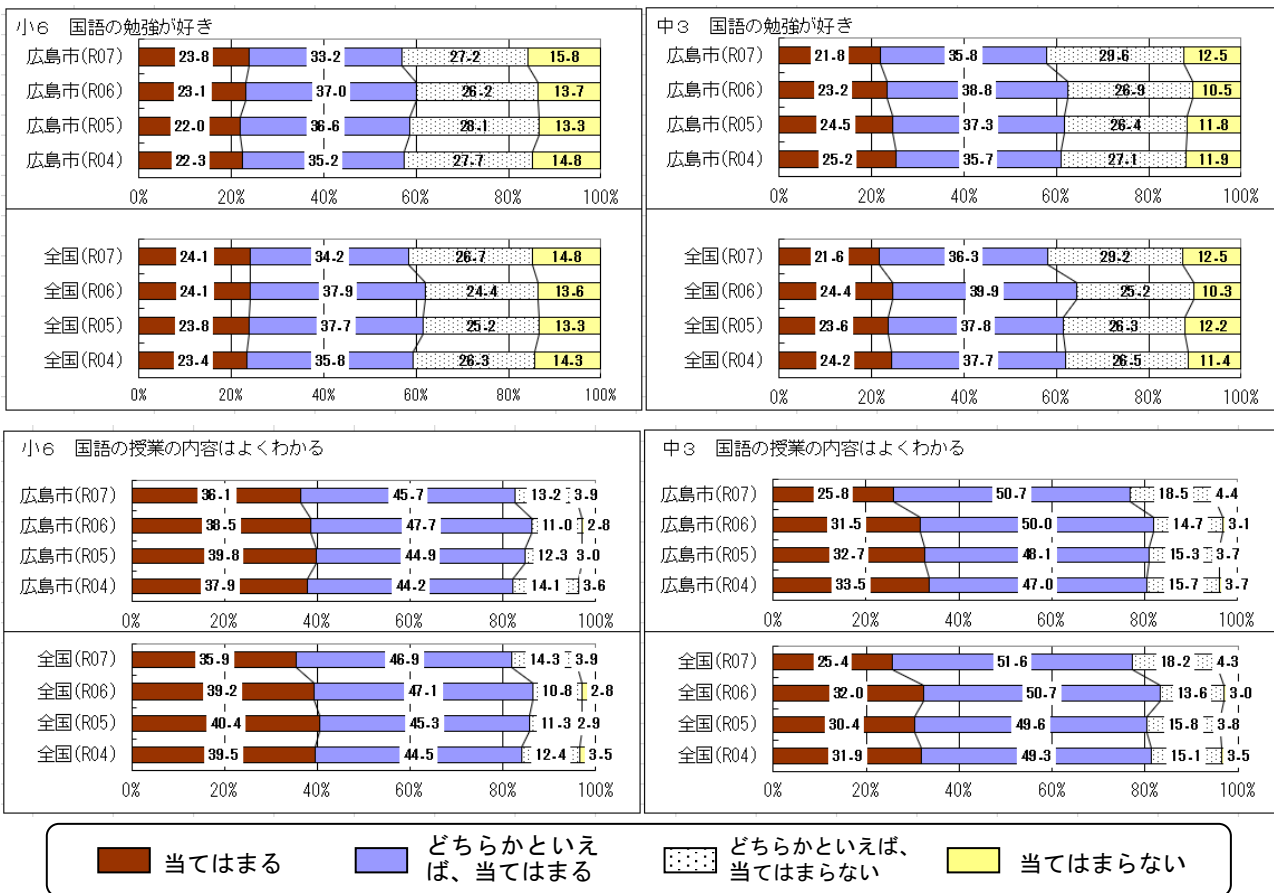 小6　国語の勉強が好き
広島市(R07) 23.8 33.2 27.2 15.8
広島市(R06) 23.1 37.0 26.2 13.7
広島市(R05) 22.0 36.6 28.1 13.3
広島市(R04) 22.3 35.2 27.7 14.8
0% 20% 40% 60% 80% 100%
全国(R07) 24.1 34.2 26.7 14.8
全国(R06) 24.1 37.9 24.4 13.6
全国(R05) 23.8 37.7 25.2 13.3
全国(R04) 23.4 35.8 26.3 14.3
0% 20% 40% 60% 80% 100%
中3　国語の勉強が好き
広島市(R07) 21.8 35.8 29.6 12.5
広島市(R06) 23.2 38.8 26.9 10.5
広島市(R05) 24.5 37.3 26.4 11.8
広島市(R04) 25.2 35.7 27.1 11.9
0% 20% 40% 60% 80% 100%
全国(R07) 21.6 36.3 29.2 12.5
全国(R06) 24.4 39.9 25.2 10.3
全国(R05) 23.6 37.8 26.3 12.2
全国(R04) 24.2 37.7 26.5 11.4
0% 20% 40% 60% 80% 100%
小6　国語の授業の内容はよくわかる
広島市(R07) 36.1 45.7 13.2 3.9
広島市(R06) 38.5 47.7 11.0 2.8
広島市(R05) 39.8 44.9 12.3 3.0
広島市(R04) 37.9 44.2 14.1 3.6
0% 20% 40% 60% 80% 100%
全国(R07) 35.9 46.9 14.3 3.9
全国(R06) 39.2 47.1 10.8 2.8
全国(R05) 40.4 45.3 11.3 2.9
全国(R04) 39.5 44.5 12.4 3.5
0% 20% 40% 60% 80% 100%
中3　国語の授業の内容はよくわかる
広島市(R07) 25.8 50.7 18.5 4.4
広島市(R06) 31.5 50.0 14.7 3.1
広島市(R05) 32.7 48.1 15.3 3.7
広島市(R04) 33.5 47.0 15.7 3.7
0% 20% 40% 60% 80% 100%
全国(R07) 25.4 51.6 18.2 4.3
全国(R06) 32.0 50.7 13.6 3.0
全国(R05) 30.4 49.6 15.8 3.8
全国(R04) 31.9 49.3 15.1 3.5
0% 20% 40% 60% 80% 100%
当てはまる
どちらかといえ
ば、当てはまる
どちらかといえば、
当てはまらない
当てはまらない